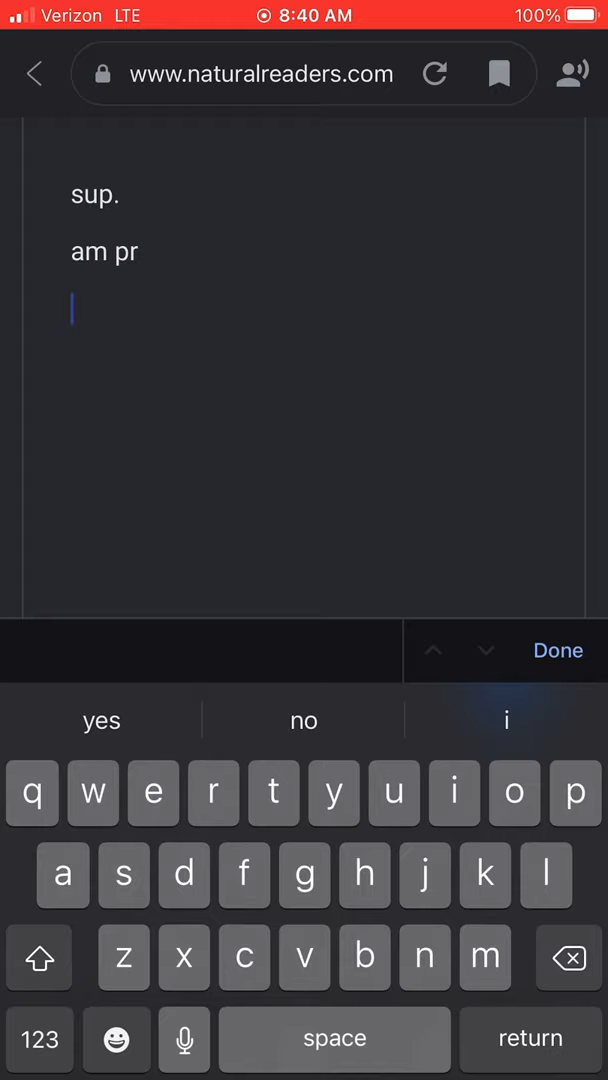 Verizon LTE 8:40 AM 100%
www.naturalreaders.com
sup.
am pr
Done
yes no i
q w e r t y u i o p
a s d f g h j k l
z x c v b n m
123 space return